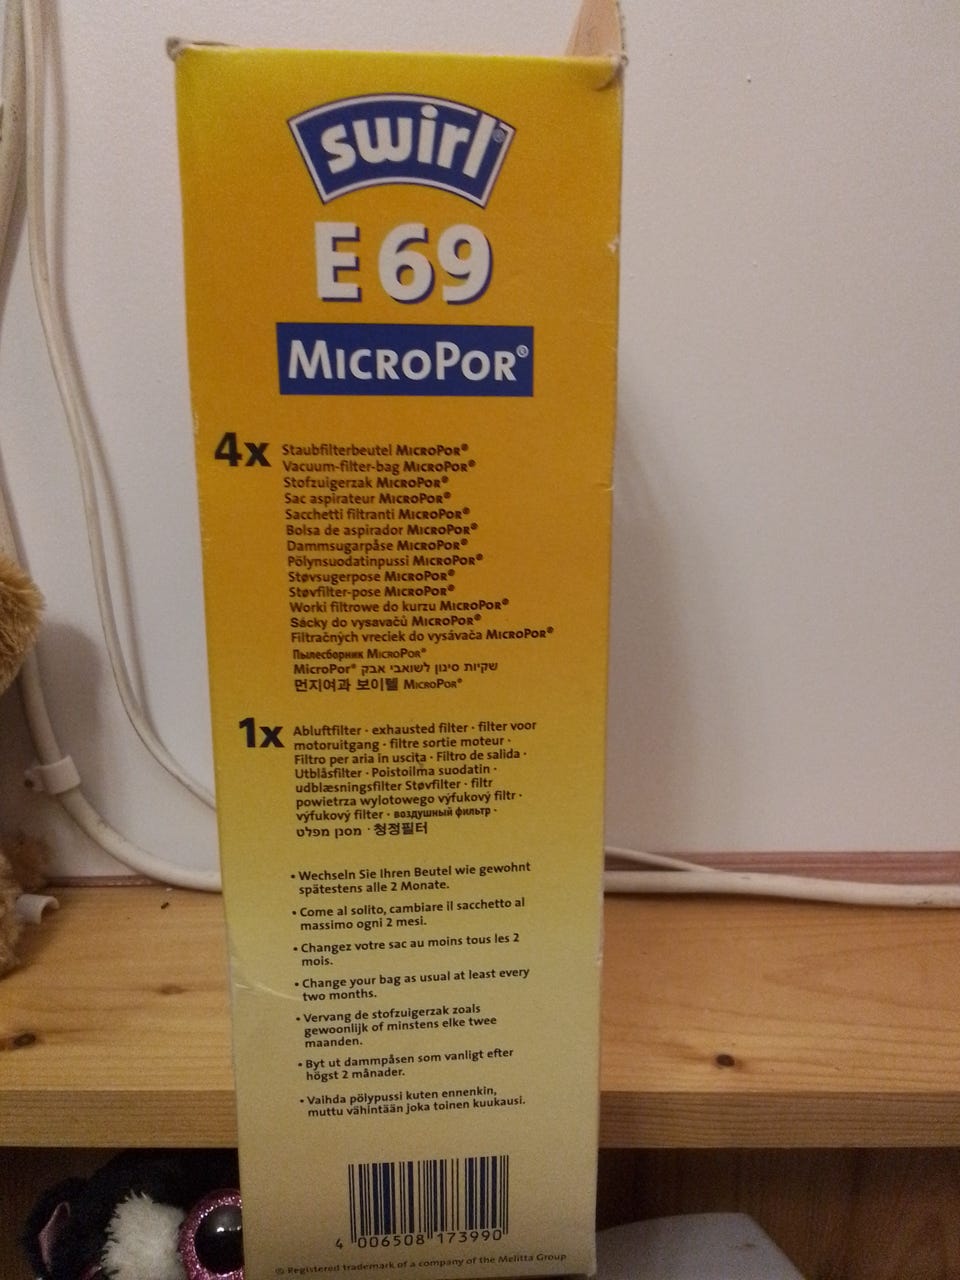 swirl®
E 69
MICROPOR®
4x
Staubfilterbeutel MICROPOR®
Vacuum-filter-bag MICROPOR®
Stofzuigerzak MICROPOR®
Sac aspirateur MICROPOR®
Sacchetti filtranti MICROPOR®
Bolsa de aspirador MICROPOR®
Dammsugarpåse MICROPOR®
Pölynsuodatinpussi MICROPOR®
Støvsugerpose MICROPOR®
Støvfilter-pose MICROPOR®
Worki filtrowe do kurzu MICROPOR®
Sáčky do vysavačů MICROPOR®
Filtračných vreciek do vysávača MICROPOR®
Пылесборник MICROPOR®
MicroPor® שקיות סינון לשואבי אבק
먼지여과 보이텔 MICROPOR®
1x
Abluftfilter · exhausted filter · filter voor
motoruitgang · filtre sortie moteur ·
Filtro per aria in uscita · Filtro de salida ·
Utblåsfilter · Poistoilma suodatin ·
udblæsningsfilter Støvfilter · filtr
powietrza wylotowego výfukový filtr ·
výfukový filter · воздушный фильтр ·
מסנן מפלט · 청정필터
• Wechseln Sie Ihren Beutel wie gewohnt
spätestens alle 2 Monate.
• Come al solito, cambiare il sacchetto al
massimo ogni 2 mesi.
• Changez votre sac au moins tous les 2
mois.
• Change your bag as usual at least every
two months.
• Vervang de stofzuigerzak zoals
gewoonlijk of minstens elke twee
maanden.
• Byt ut dammpåsen som vanligt efter
högst 2 månader.
• Vaihda pölypussi kuten ennenkin,
muttu vähintään joka toinen kuukausi.
4 006508 173990
® Registered trademark of a company of the Melitta Group